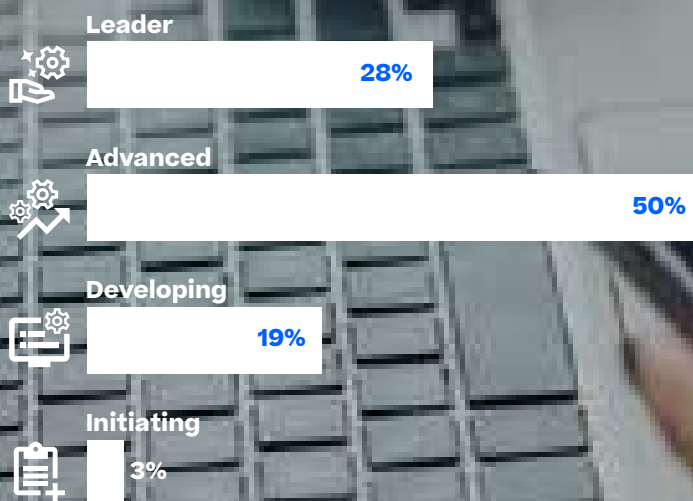 Leader
28%
Advanced
50%
Developing
19%
Initiating
3%